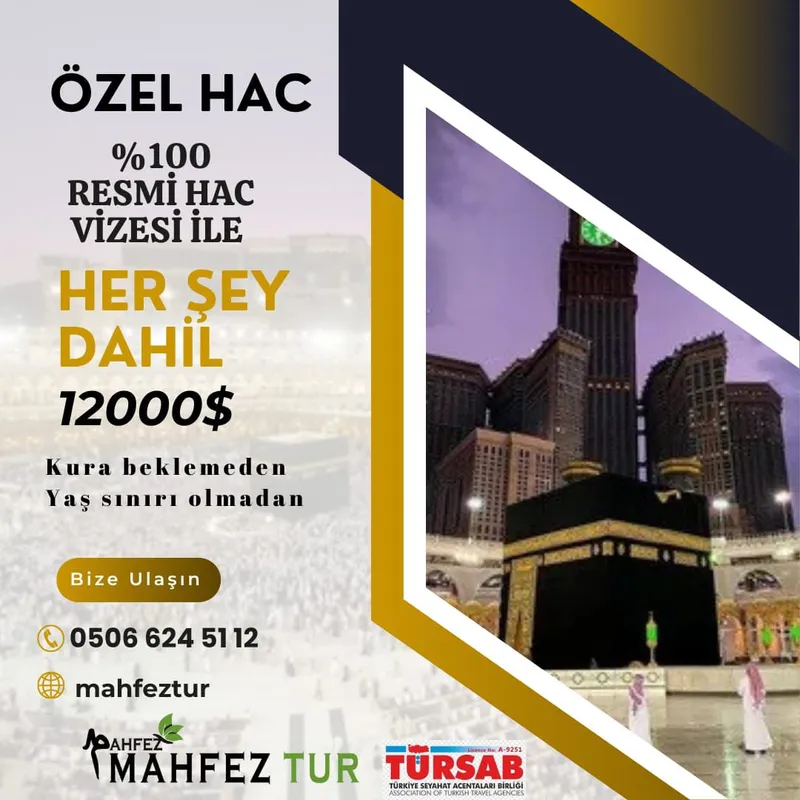 ÖZEL HAC
%100
RESMİ HAC
VİZESİ İLE
HER ŞEY
DAHİL
12000$
Kura beklemeden
Yaş sınırı olmadan
Bize Ulaşın
0506 624 51 12
mahfeztur
MAHFEZ
MAHFEZ TUR
Licence No. A-9251
TÜRSAB
TÜRKİYE SEYAHAT ACENTALARI BİRLİĞİ
ASSOCIATION OF TURKISH TRAVEL AGENCIES